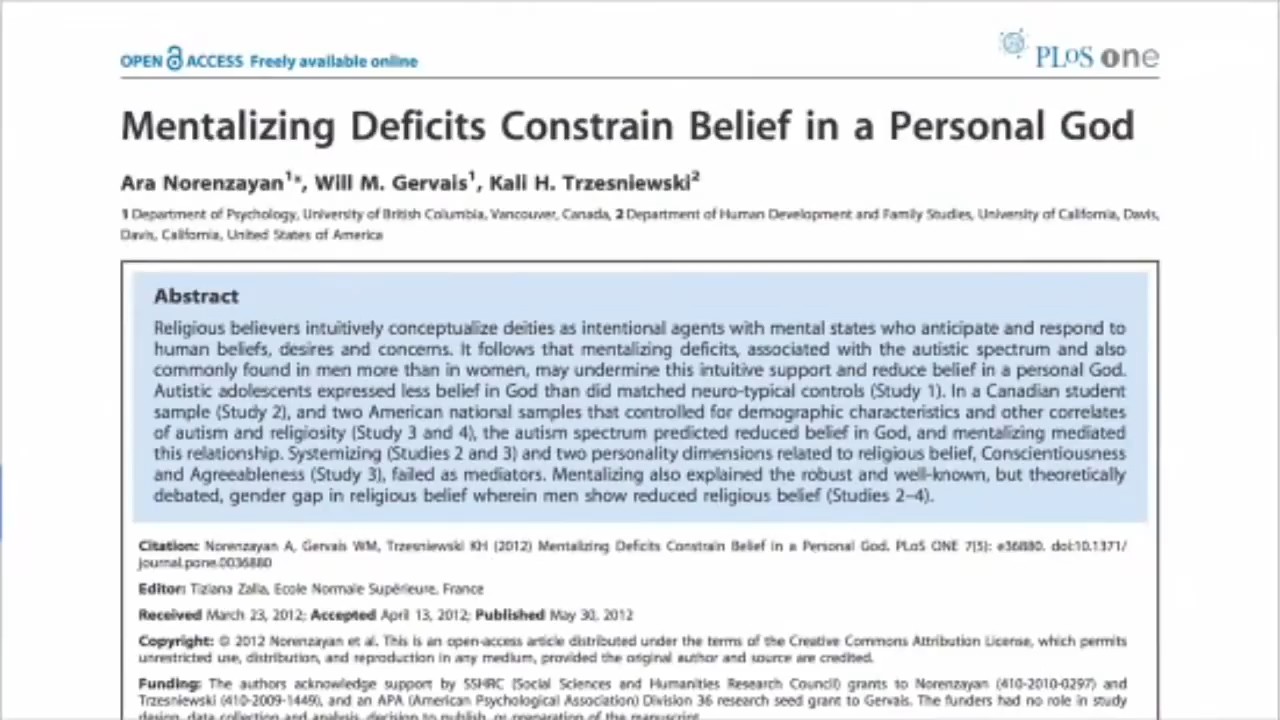 OPEN ACCESS Freely available online
PLoS one
Mentalizing Deficits Constrain Belief in a Personal God
Ara Norenzayan1*, Will M. Gervais1, Kali H. Trzesniewski2
1 Department of Psychology, University of British Columbia, Vancouver, Canada, 2 Department of Human Development and Family Studies, University of California, Davis,
Davis, California, United States of America
Abstract
Religious believers intuitively conceptualize deities as intentional agents with mental states who anticipate and respond to
human beliefs, desires and concerns. It follows that mentalizing deficits, associated with the autistic spectrum and also
commonly found in men more than in women, may undermine this intuitive support and reduce belief in a personal God.
Autistic adolescents expressed less belief in God than did matched neuro-typical controls (Study 1). In a Canadian student
sample (Study 2), and two American national samples that controlled for demographic characteristics and other correlates
of autism and religiosity (Study 3 and 4), the autism spectrum predicted reduced belief in God, and mentalizing mediated
this relationship. Systemizing (Studies 2 and 3) and two personality dimensions related to religious belief, Conscientiousness
and Agreeableness (Study 3), failed as mediators. Mentalizing also explained the robust and well-known, but theoretically
debated, gender gap in religious belief wherein men show reduced religious belief (Studies 2–4).
Citation: Norenzayan A, Gervais WM, Trzesniewski KH (2012) Mentalizing Deficits Constrain Belief in a Personal God. PLoS ONE 7(5): e36880. doi:10.1371/
journal.pone.0036880
Editor: Tiziana Zalla, Ecole Normale Supérieure, France
Received March 23, 2012; Accepted April 13, 2012; Published May 30, 2012
Copyright: © 2012 Norenzayan et al. This is an open-access article distributed under the terms of the Creative Commons Attribution License, which permits
unrestricted use, distribution, and reproduction in any medium, provided the original author and source are credited.
Funding: The authors acknowledge support by SSHRC (Social Sciences and Humanities Research Council) grants to Norenzayan (410-2010-0297) and
Trzesniewski (410-2009-1449), and an APA (American Psychological Association) Division 36 research seed grant to Gervais. The funders had no role in study
design, data collection and analysis, decision to publish, or preparation of the manuscript.